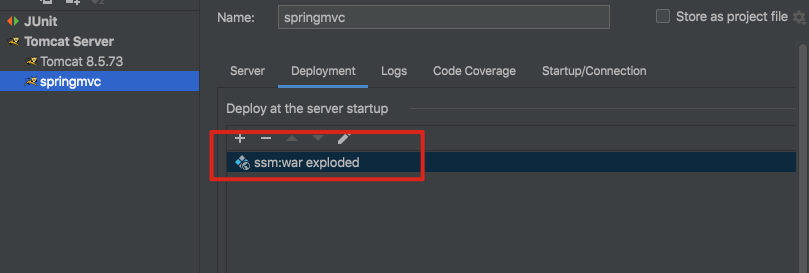 JUnit
Tomcat Server
Tomcat 8.5.73
springmvc
Name: springmvc
Store as project file
Server Deployment Logs Code Coverage Startup/Connection
Deploy at the server startup
ssm:war exploded